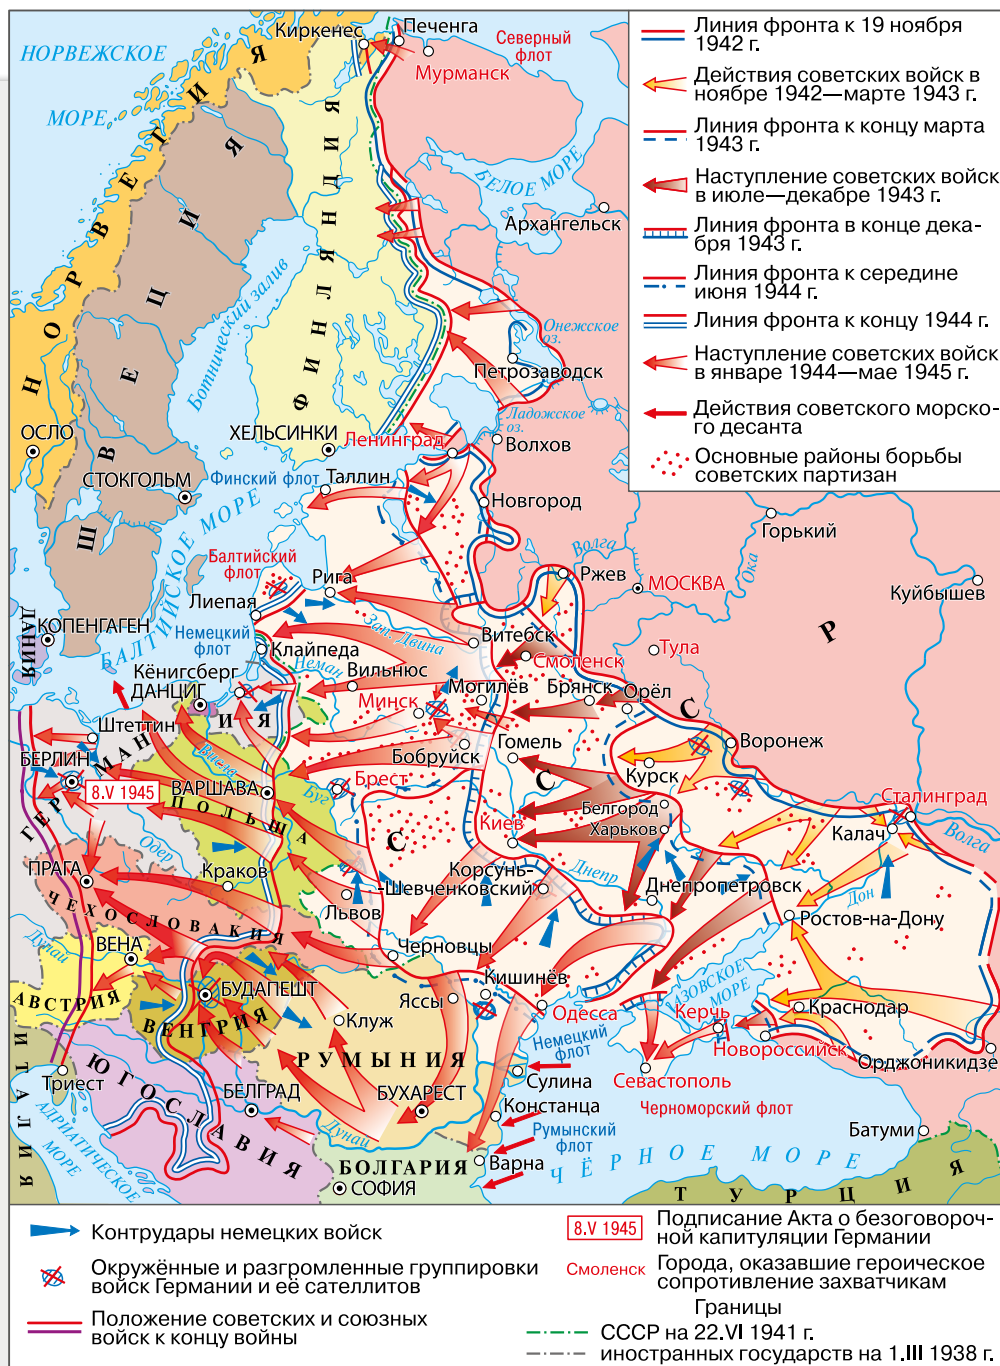 Линия фронта к 19 ноября
1942 г.
Действия советских войск в
ноябре 1942—марте 1943 г.
Линия фронта к концу марта
1943 г.
Наступление советских войск
в июле—декабре 1943 г.
Линия фронта в конце дека-
бря 1943 г.
Линия фронта к середине
июня 1944 г.
Линия фронта к концу 1944 г.
Наступление советских войск
в январе 1944—мае 1945 г.
Действия советского морско-
го десанта
Основные районы борьбы
советских партизан
НОРВЕЖСКОЕ
МОРЕ
Киркенес
Печенга
Северный
флот
Мурманск
НОРВЕГИЯ
ШВЕЦИЯ
ФИНЛЯНДИЯ
БЕЛОЕ МОРЕ
Архангельск
Ботнический залив
Онежское
оз.
Петрозаводск
Ладожское
оз.
ОСЛО
ХЕЛЬСИНКИ
Ленинград
Волхов
СТОКГОЛЬМ
Финский флот
Таллин
Новгород
Горький
БАЛТИЙСКОЕ МОРЕ
Балтийский
флот
Рига
Волга
Ржев
МОСКВА
Ока
Куйбышев
Лиепая
ДАНИЯ
КОПЕНГАГЕН
Немецкий
флот
Зап. Двина
Витебск
Клайпеда
Смоленск
Тула
СССР
Кёнигсберг
Неман
Вильнюс
ДАНЦИГ
Минск
Могилёв
Брянск
Орёл
Штеттин
ГЕРМАНИЯ
Висла
Бобруйск
Гомель
Воронеж
БЕРЛИН
8.V 1945
ВАРШАВА
Буг
Брест
Курск
ПОЛЬША
Белгород
Сталинград
Киев
Харьков
Калач
Волга
Одер
ПРАГА
Краков
Корсунь-
-Шевченковский
Днепр
Днепропетровск
Дон
Львов
Ростов-на-Дону
ЧЕХОСЛОВАКИЯ
Дунай
ВЕНА
Черновцы
Кишинёв
АЗОВСКОЕ
МОРЕ
АВСТРИЯ
БУДАПЕШТ
Яссы
Одесса
Керчь
Краснодар
ВЕНГРИЯ
Клуж
Немецкий
флот
Новороссийск
Орджоникидзе
ИТАЛИЯ
Триест
РУМЫНИЯ
Сулина
Севастополь
ЮГОСЛАВИЯ
БЕЛГРАД
БУХАРЕСТ
Констанца
Черноморский флот
АДРИАТИЧЕСКОЕ
МОРЕ
Дунай
Румынский
флот
Батуми
БОЛГАРИЯ
Варна
ЧЁРНОЕ МОРЕ
СОФИЯ
ТУРЦИЯ
Контрудары немецких войск
Окружённые и разгромленные группировки
войск Германии и её сателлитов
Положение советских и союзных
войск к концу войны
8.V 1945
Подписание Акта о безоговороч-
ной капитуляции Германии
Смоленск
Города, оказавшие героическое
сопротивление захватчикам
Границы
СССР на 22.VI 1941 г.
иностранных государств на 1.III 1938 г.